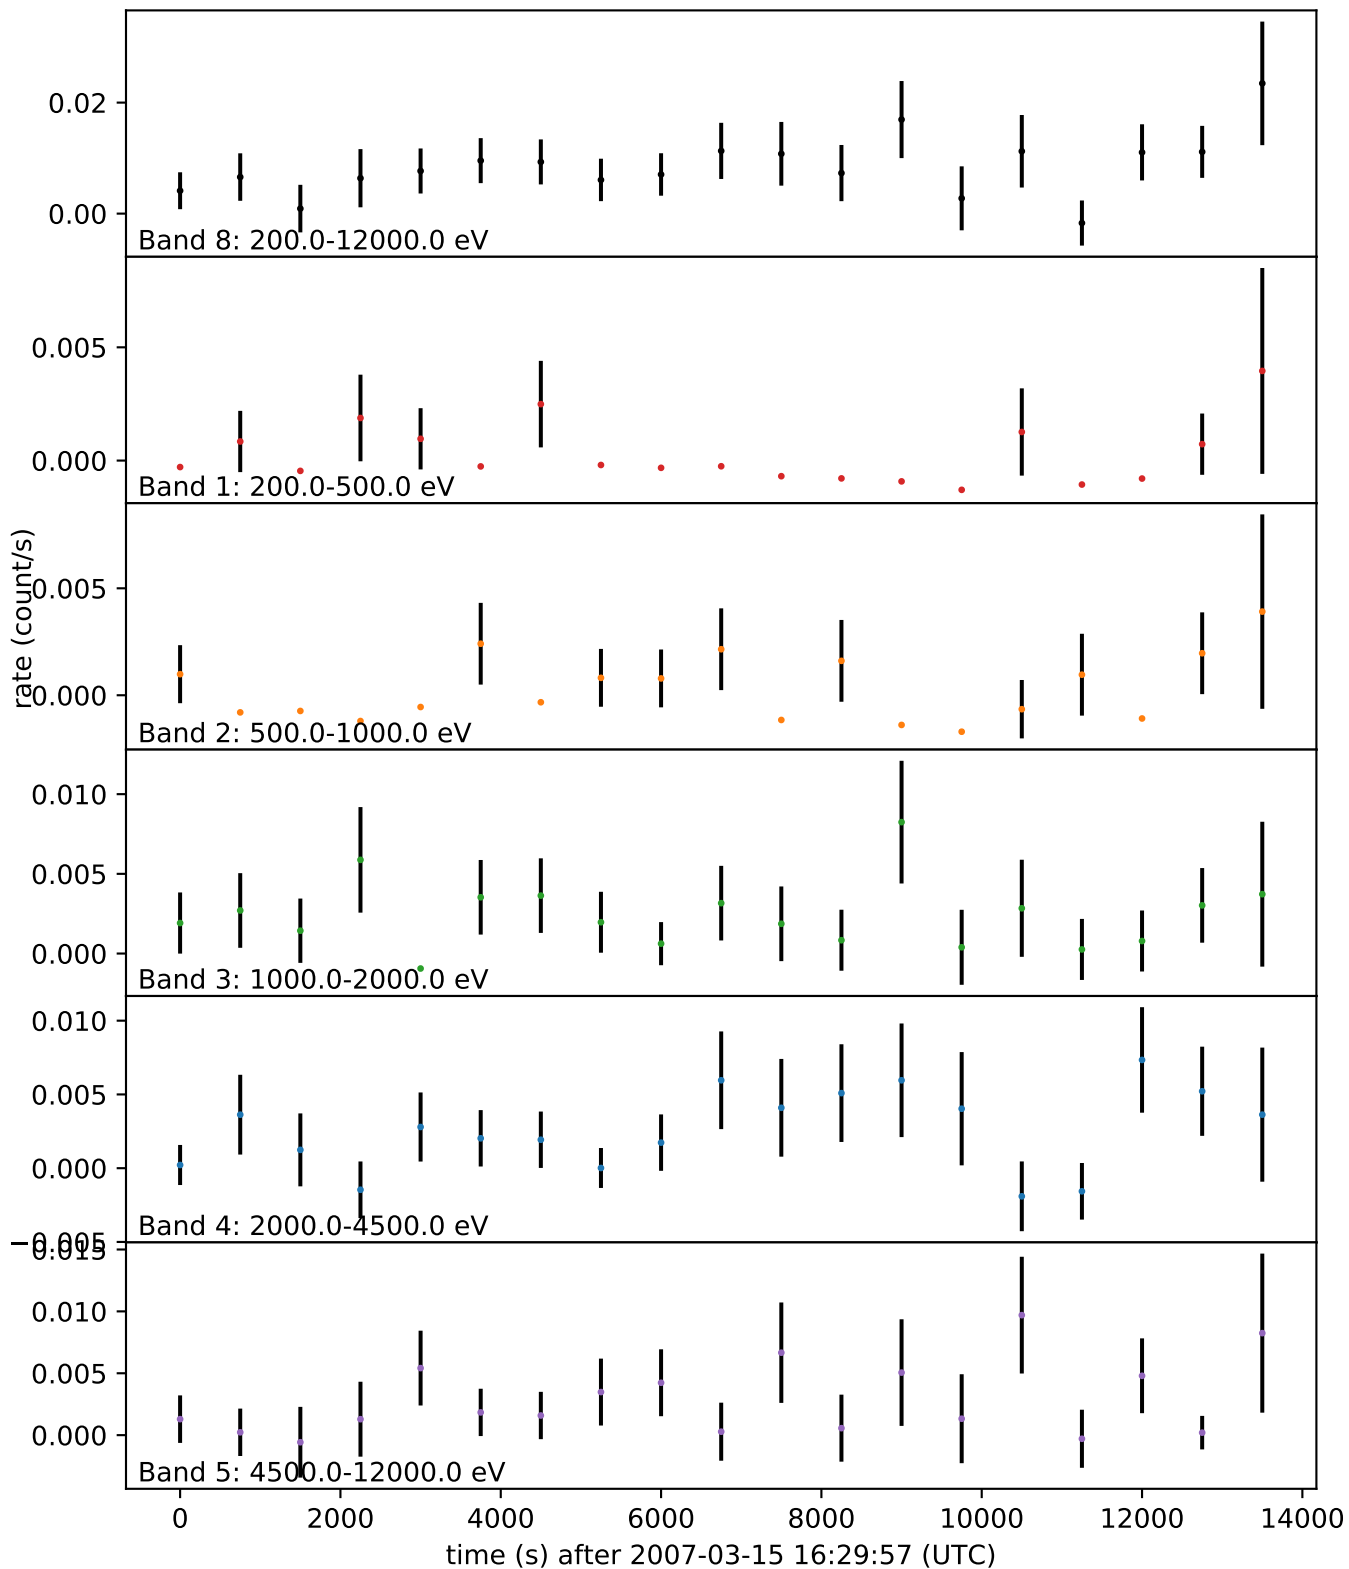 0.02
0.00
Band 8: 200.0-12000.0 eV
0.005
0.000
Band 1: 200.0-500.0 eV
rate (count/s)
0.005
0.000
Band 2: 500.0-1000.0 eV
0.010
0.005
0.000
Band 3: 1000.0-2000.0 eV
0.010
0.005
0.000
−0.005
Band 4: 2000.0-4500.0 eV
0.015
0.010
0.005
0.000
Band 5: 4500.0-12000.0 eV
0 2000 4000 6000 8000 10000 12000 14000
time (s) after 2007-03-15 16:29:57 (UTC)